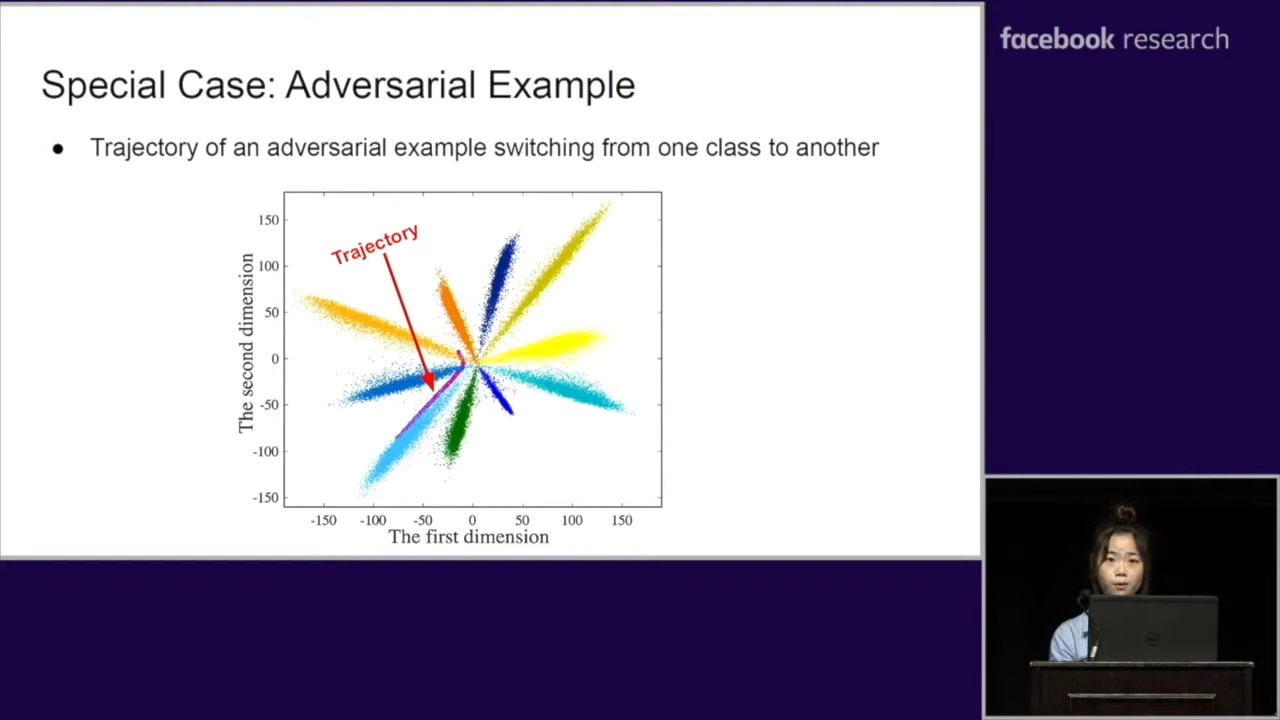 facebook research
Special Case: Adversarial Example
● Trajectory of an adversarial example switching from one class to another
Trajectory
The second dimension
150
100
50
0
-50
-100
-150
-150 -100 -50 0 50 100 150
The first dimension
DELL